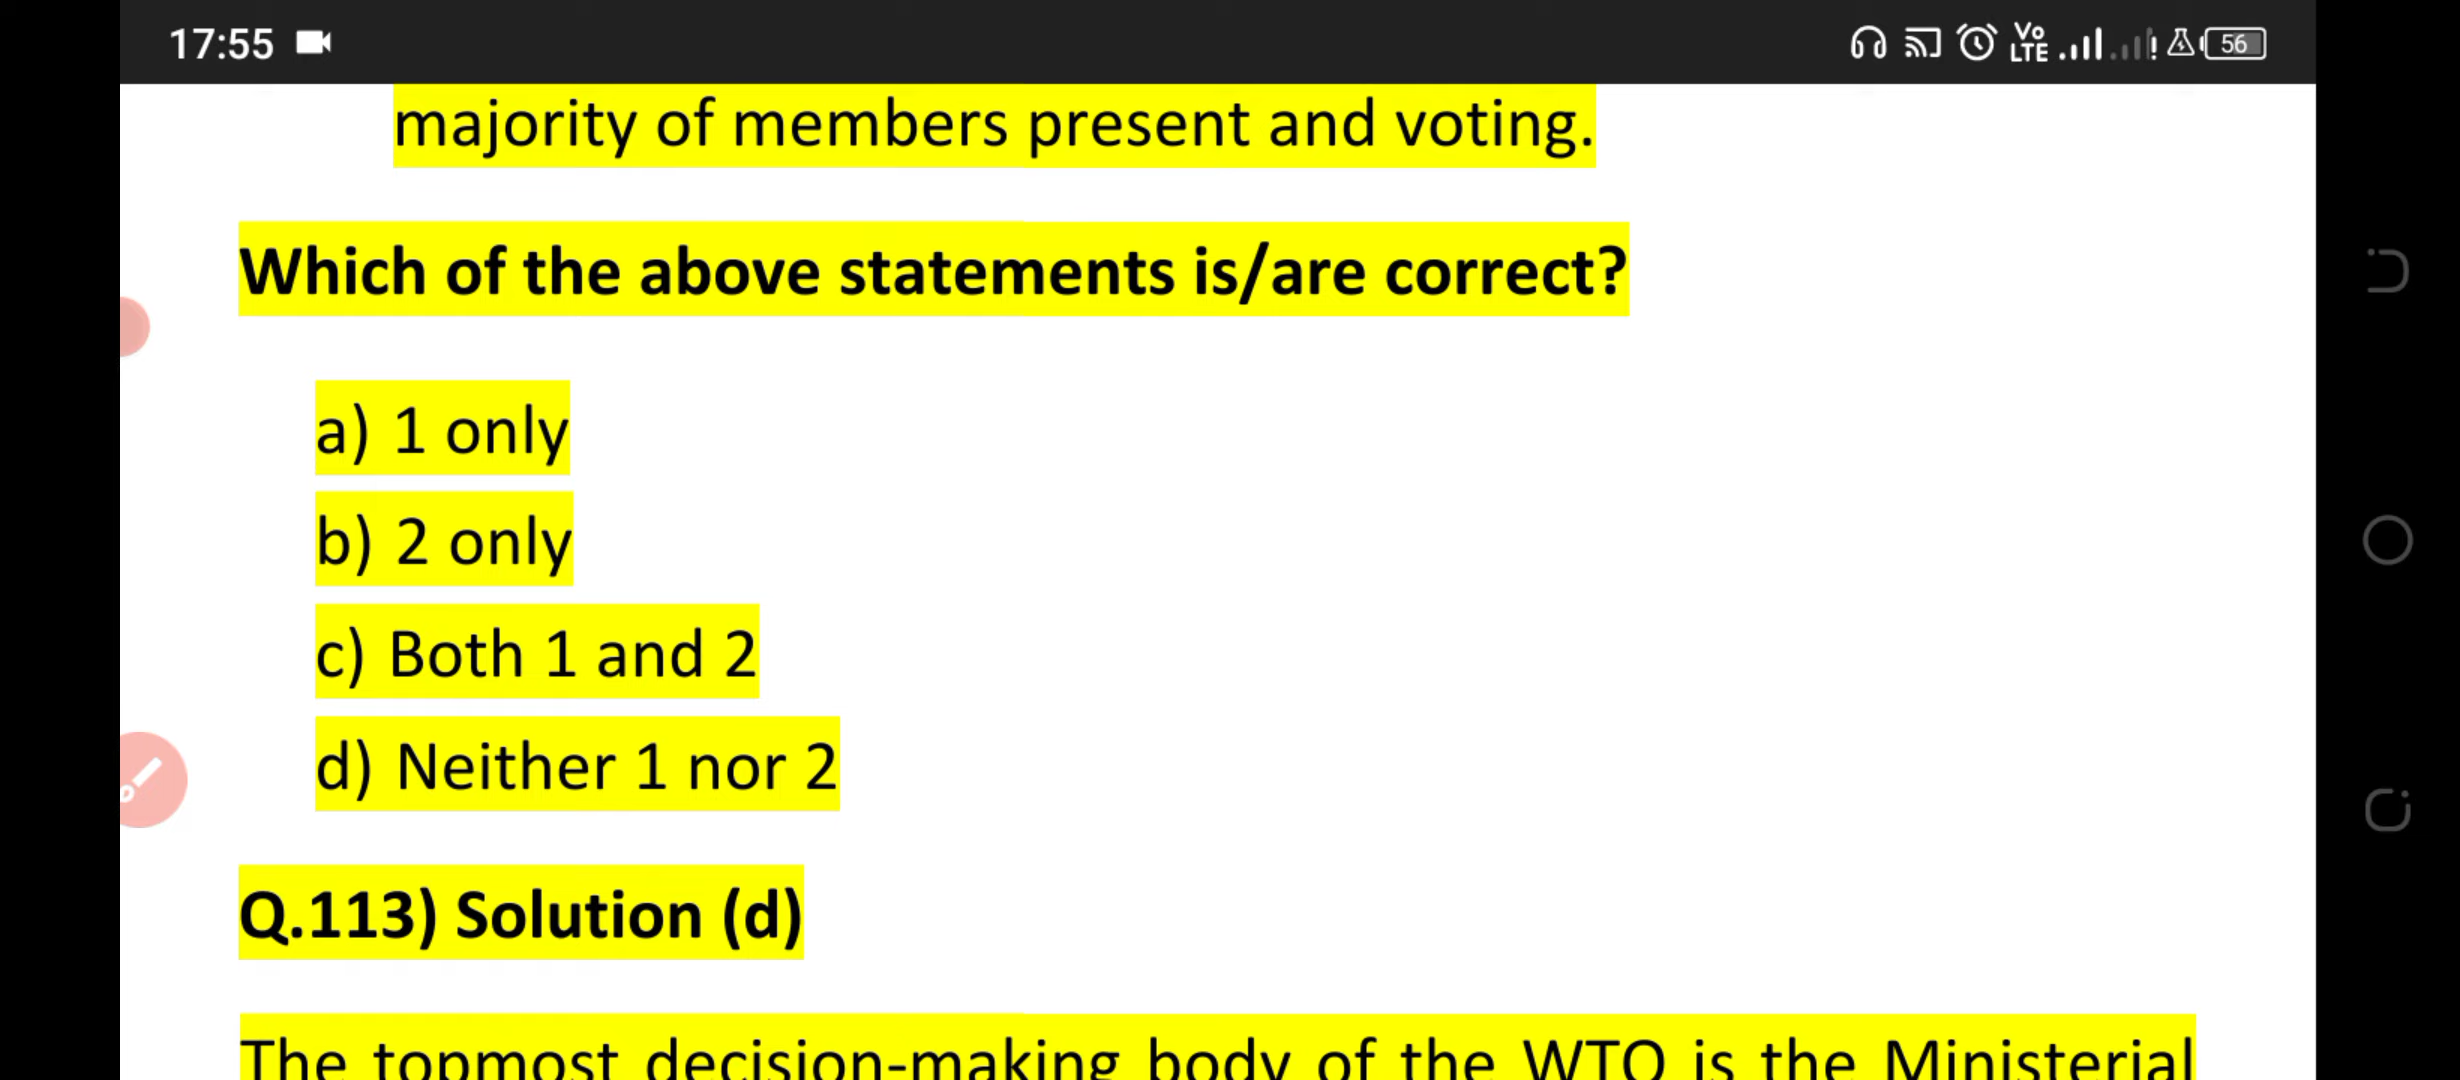 17:55
Vo
LTE
56
majority of members present and voting.
Which of the above statements is/are correct?
a) 1 only
b) 2 only
c) Both 1 and 2
d) Neither 1 nor 2
Q.113) Solution (d)
The topmost decision-making body of the WTO is the Ministerial